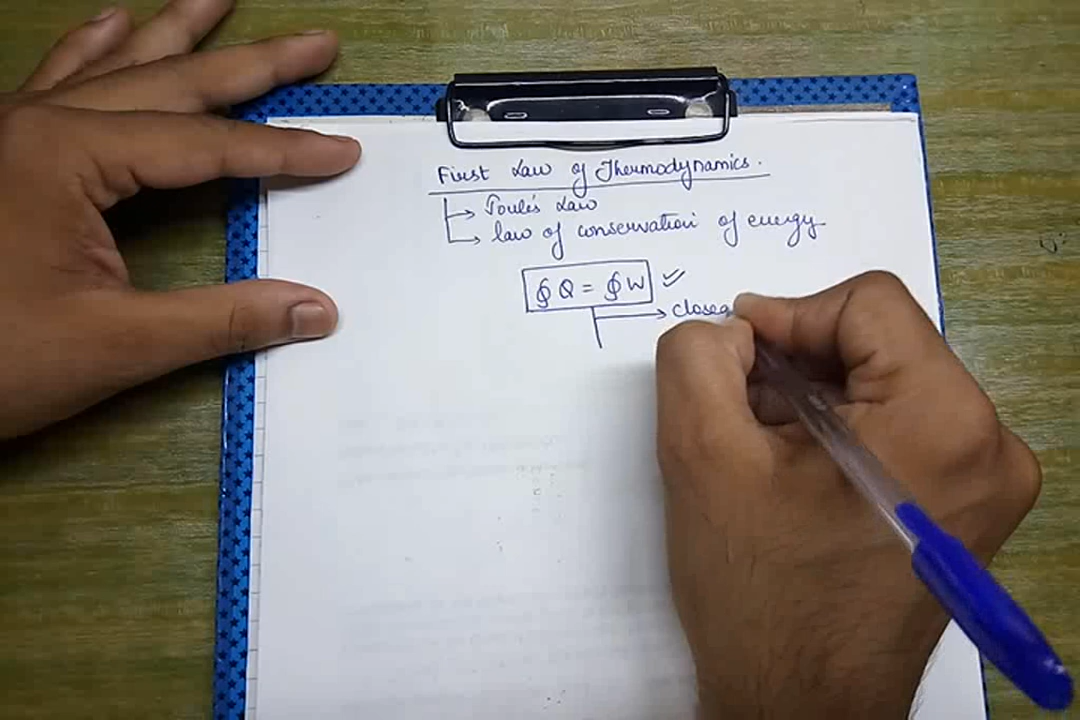 First Law of Thermodynamics.
Joule's Law
law of conservation of energy
∮Q = ∮W
closed